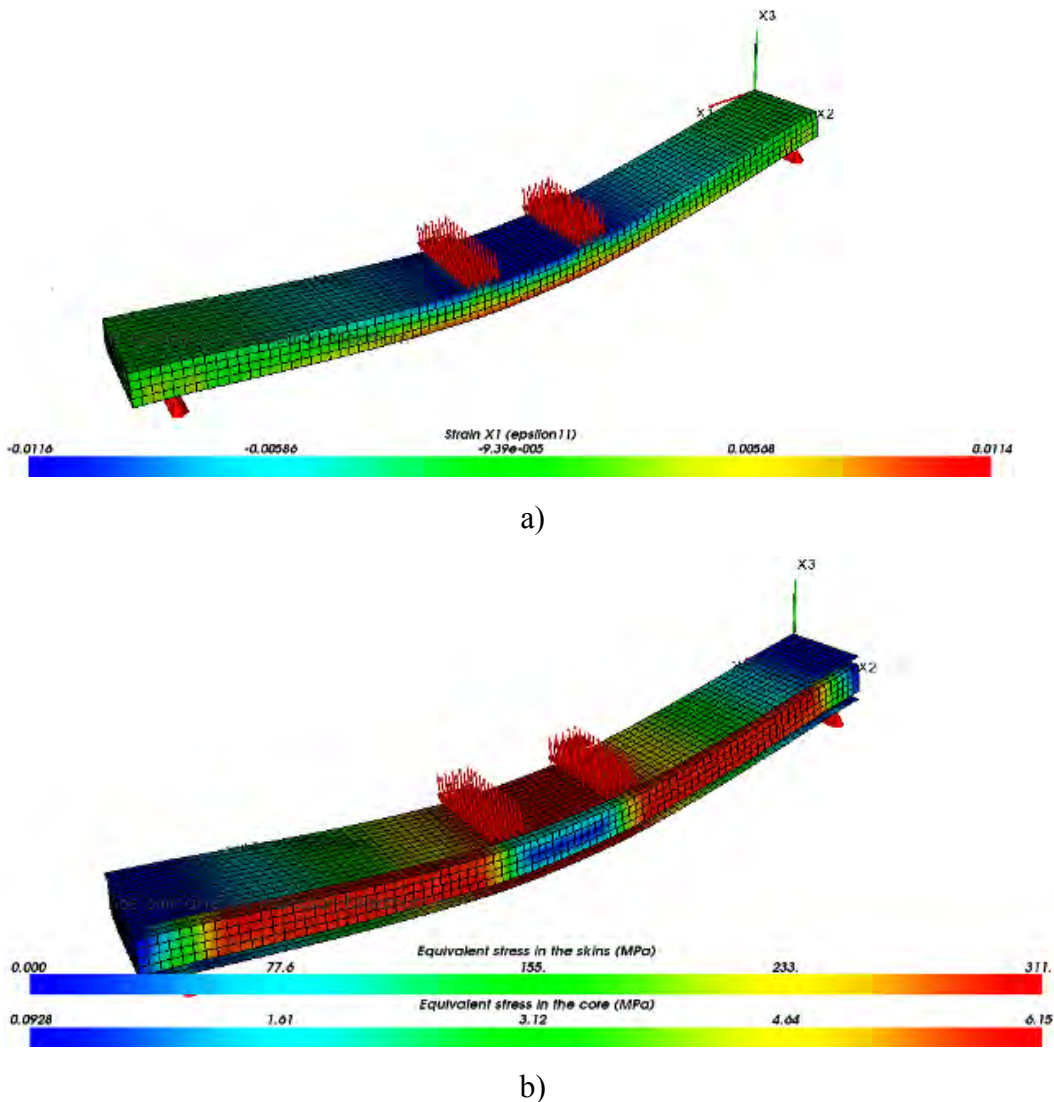 X3
X1 X2
Strain X1 (epsilon11)
-0.0116 -0.00586 -9.39e-005 0.00568 0.0114
a)
X3
X2
Equivalent stress in the skins (MPa)
0.000 77.6 155. 233. 311.
Equivalent stress in the core (MPa)
0.0928 1.61 3.12 4.64 6.15
b)